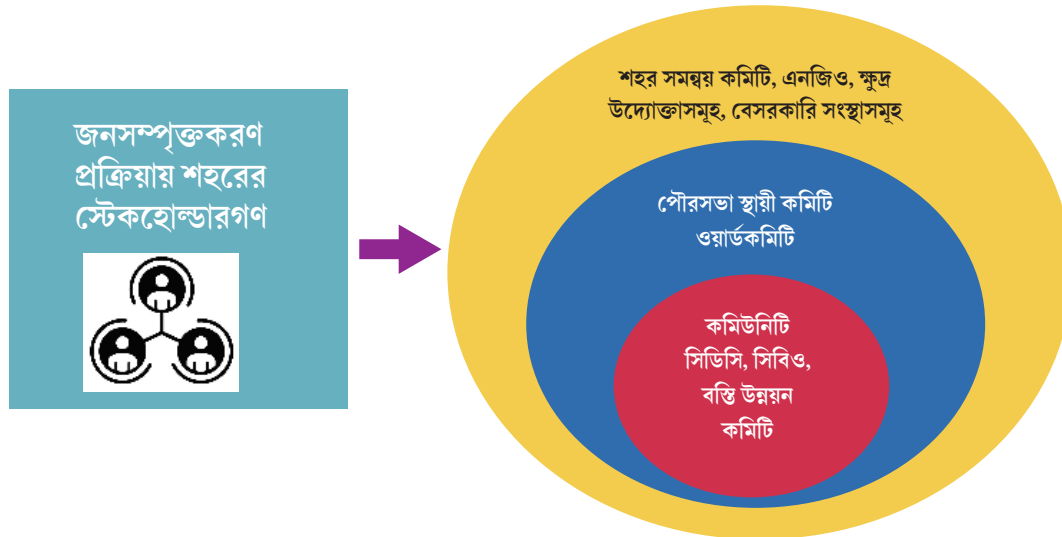 জনসম্পৃক্তকরণ
প্রক্রিয়ায় শহরের
স্টেকহোল্ডারগণ
শহর সমন্বয় কমিটি, এনজিও, ক্ষুদ্র
উদ্যোক্তাসমূহ, বেসরকারি সংস্থাসমূহ
পৌরসভা স্থায়ী কমিটি
ওয়ার্ডকমিটি
কমিউনিটি
সিডিসি, সিবিও,
বস্তি উন্নয়ন
কমিটি